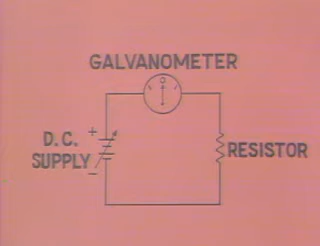 GALVANOMETER
O
D.C.
SUPPLY
+
−
RESISTOR